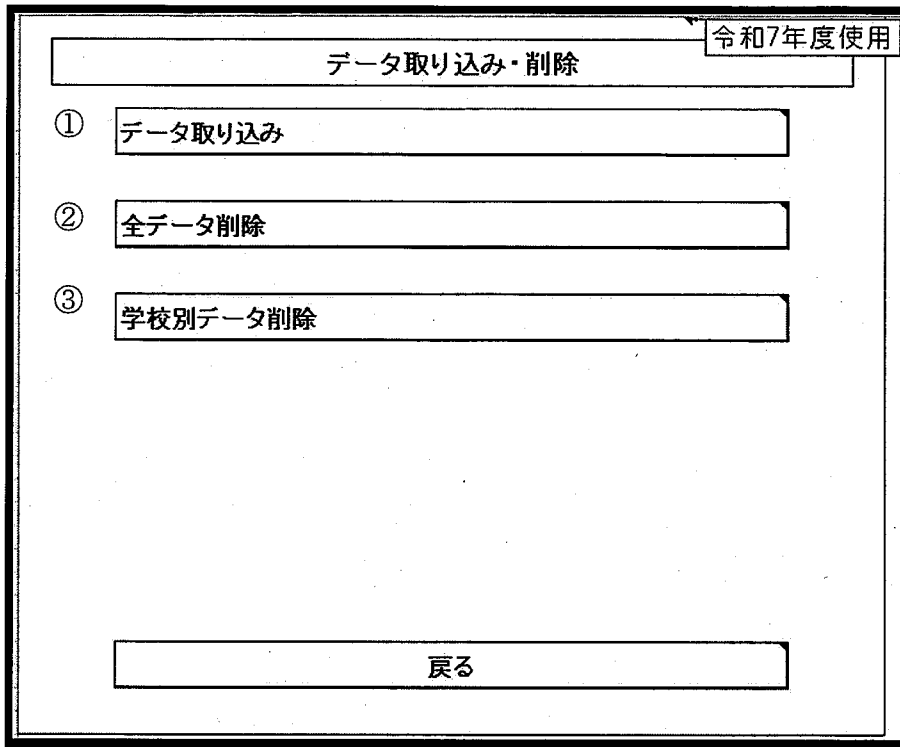 令和7年度使用
データ取り込み・削除
① データ取り込み
② 全データ削除
③ 学校別データ削除
戻る